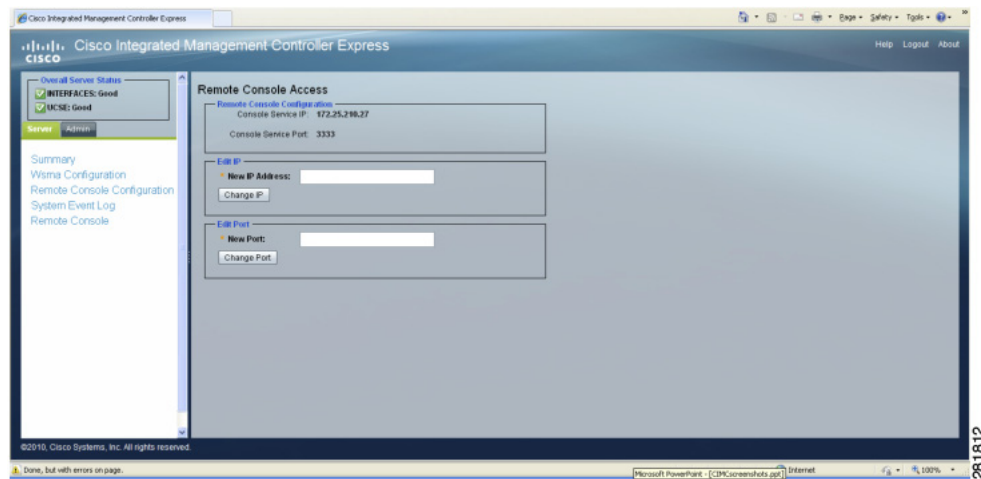 Cisco Integrated Management Controller Express
Page Safety Tools
CISCO
Cisco Integrated Management Controller Express
Help Logout About
Overall Server Status
INTERFACES: Good
UCSE: Good
Server Admin
Summary
Wsma Configuration
Remote Console Configuration
System Event Log
Remote Console
Remote Console Access
Remote Console Configuration
Console Service IP: 172.25.210.27
Console Service Port: 3333
Edit IP
* New IP Address:
Change IP
Edit Port
* New Port:
Change Port
©2010, Cisco Systems, Inc. All rights reserved.
Done, but with errors on page.
Microsoft PowerPoint - [CIMCscreenshots.ppt]
Internet
100%
281812